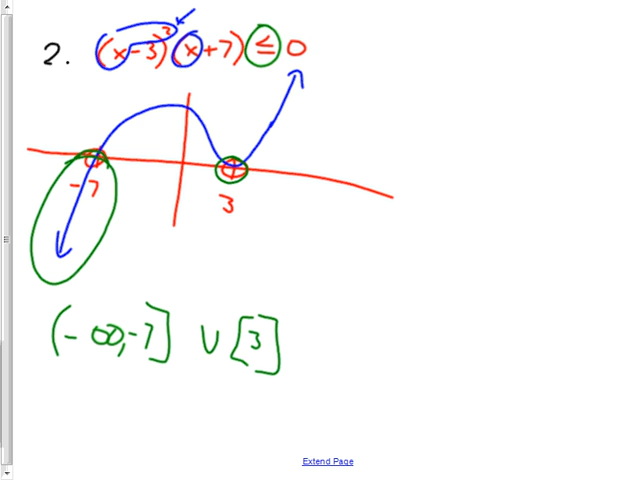 2. (x-3)²(x+7) ≤ 0
-7
3
(-∞,-7] ∪ [3]
Extend Page